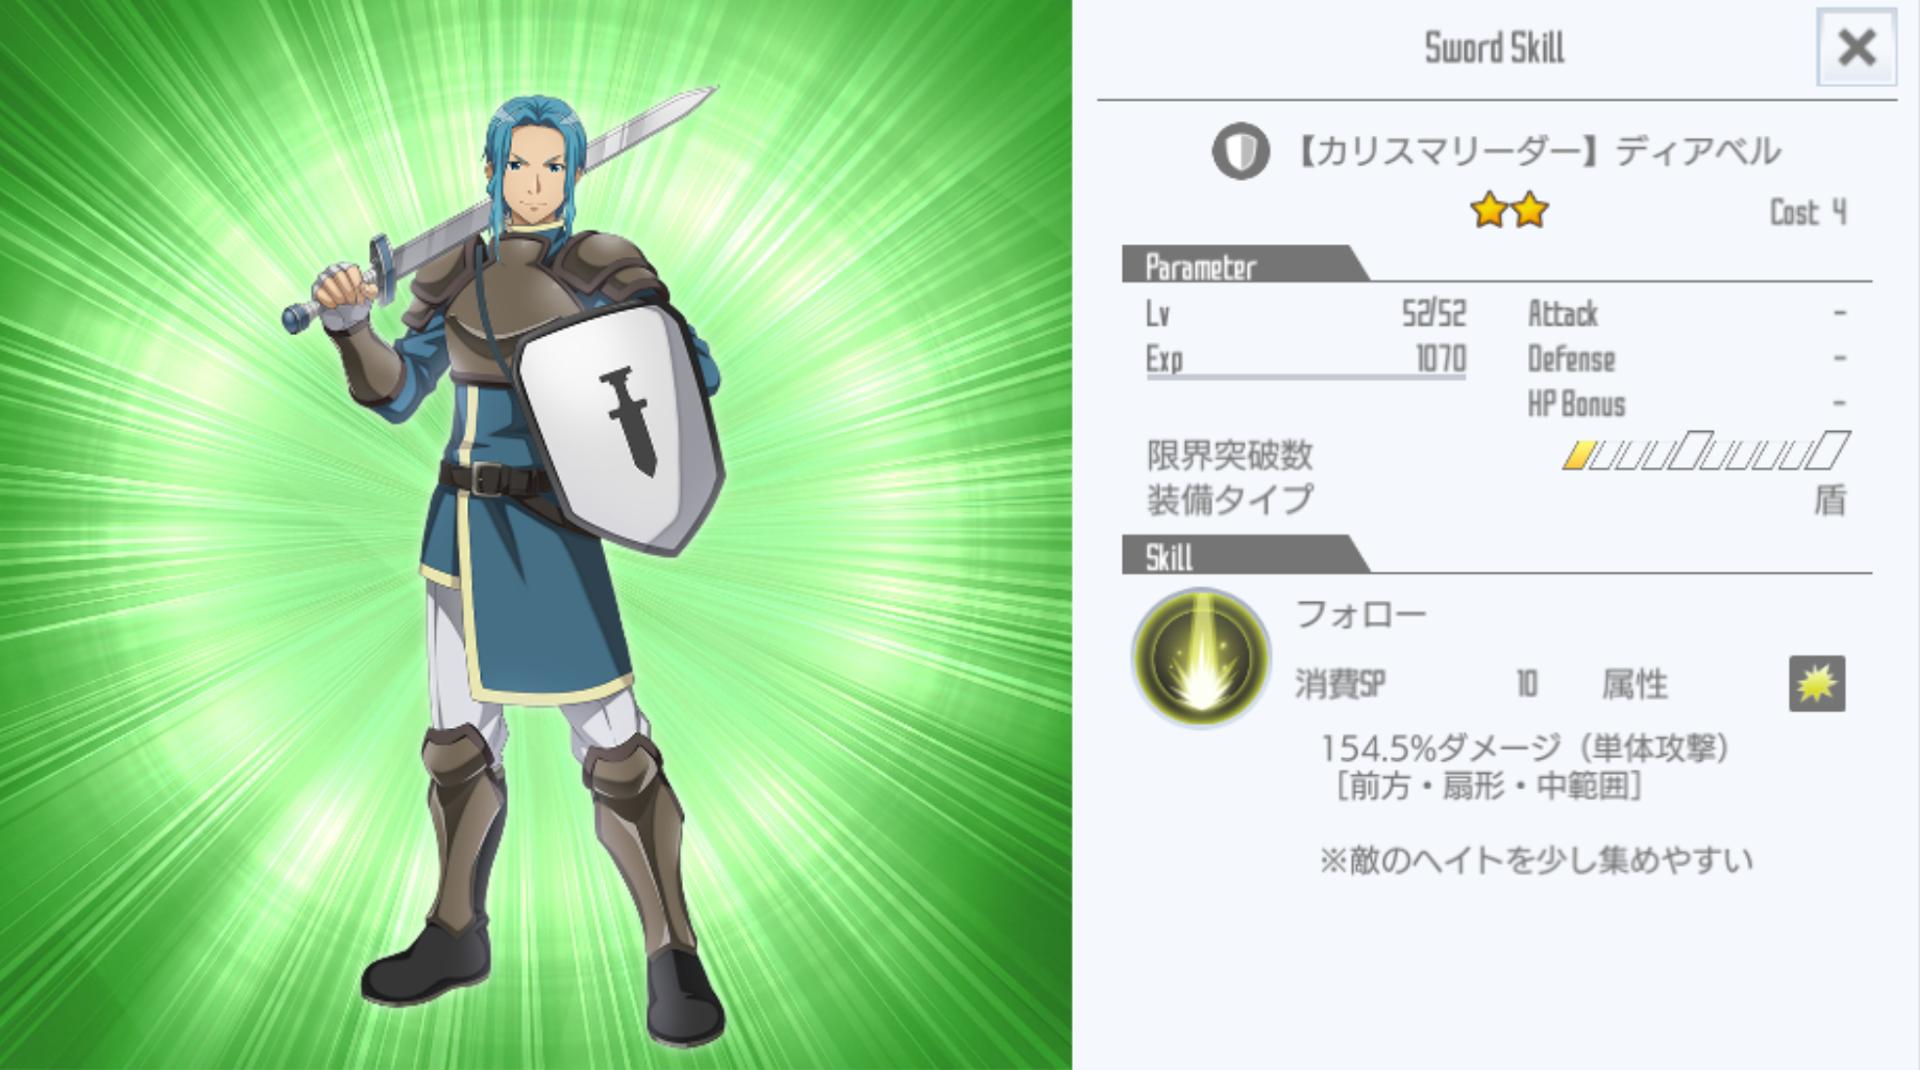 Sword Skill
【カリスマリーダー】ディアベル
Cost 4
Parameter
Lv 52/52 Attack -
Exp 1070 Defense -
HP Bonus -
限界突破数
装備タイプ 盾
Skill
フォロー
消費SP 10 属性
154.5%ダメージ（単体攻撃）
［前方・扇形・中範囲］
※敵のヘイトを少し集めやすい